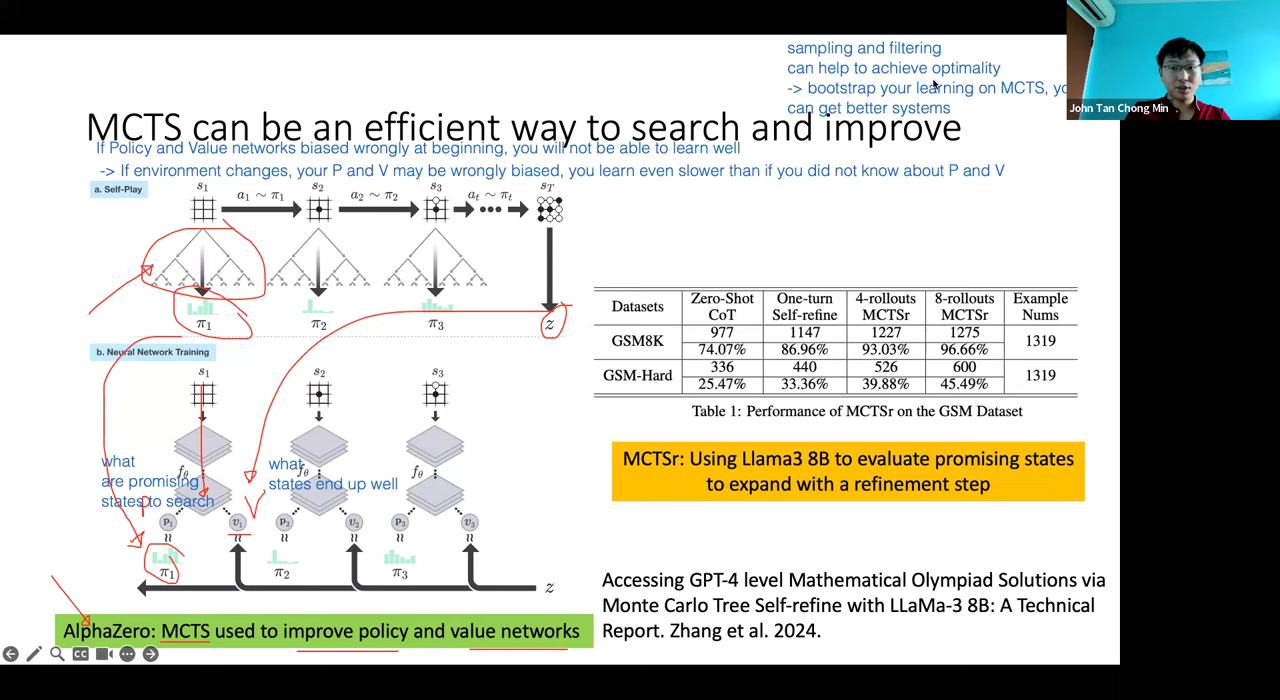 sampling and filtering
can help to achieve optimality
-> bootstrap your learning on MCTS,
can get better systems
John Tan Chong Min
MCTS can be an efficient way to search and improve
If Policy and Value networks biased wrongly at beginning, you will not be able to learn well
-> If environment changes, your P and V may be wrongly biased, you learn even slower than if you did not know about P and V
a. Self-Play
s₁ s₂ s₃ s_T
a₁ ~ π₁ a₂ ~ π₂ a_t ~ π_t
π₁ π₂ π₃ z
b. Neural Network Training
s₁ s₂ s₃
what
are promising
states to search
what
states end up well
f_θ f_θ f_θ
P
V
p₁ v₁ p₂ v₂ p₃ v₃
π₁ π₂ π₃
z
AlphaZero: MCTS used to improve policy and value networks
Datasets Zero-Shot CoT One-turn Self-refine 4-rollouts MCTSr 8-rollouts MCTSr Example Nums
GSM8K 977 1147 1227 1275 1319
74.07% 86.96% 93.03% 96.66%
GSM-Hard 336 440 526 600 1319
25.47% 33.36% 39.88% 45.49%
Table 1: Performance of MCTSr on the GSM Dataset
MCTSr: Using Llama3 8B to evaluate promising states
to expand with a refinement step
Accessing GPT-4 level Mathematical Olympiad Solutions via
Monte Carlo Tree Self-refine with LLaMa-3 8B: A Technical
Report. Zhang et al. 2024.
CC